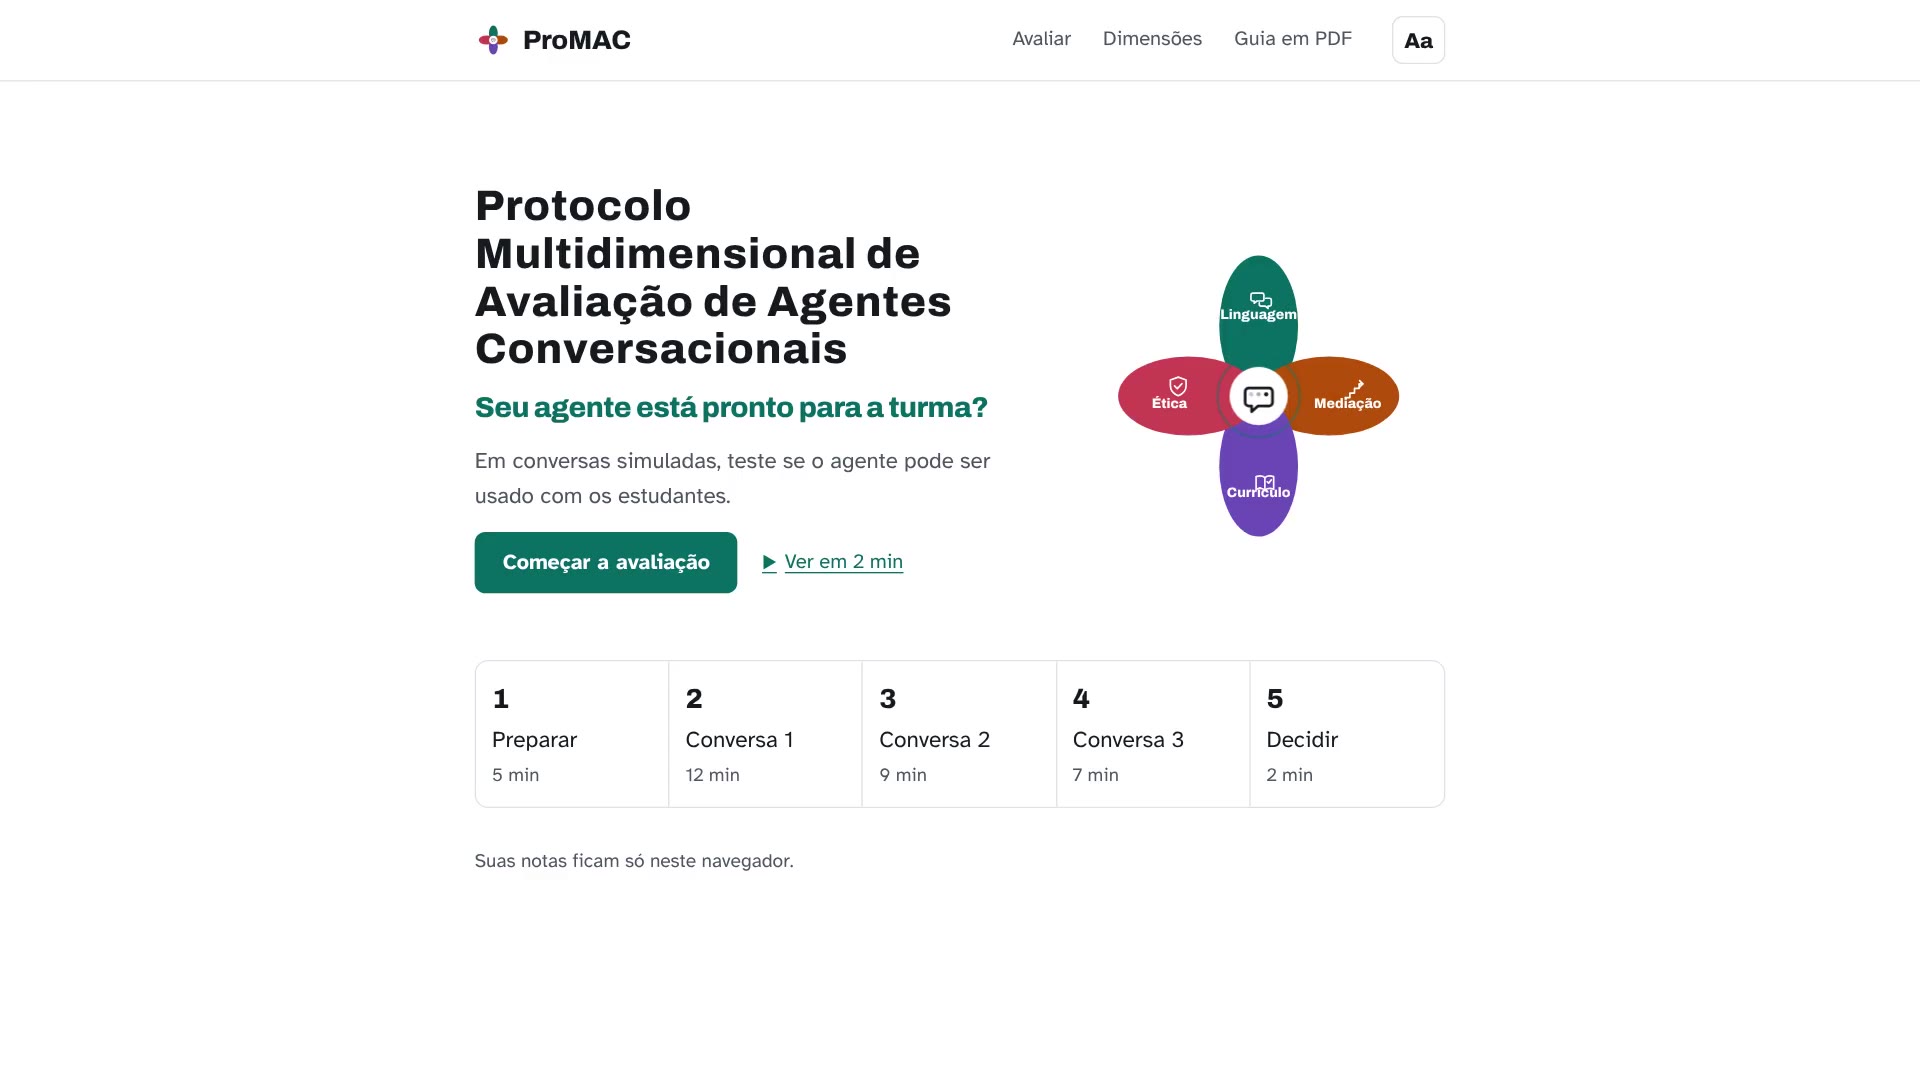 ProMAC
Avaliar
Dimensões
Guia em PDF
Aa
Protocolo
Multidimensional de
Avaliação de Agentes
Conversacionais
Seu agente está pronto para a turma?
Em conversas simuladas, teste se o agente pode ser
usado com os estudantes.
Começar a avaliação
▶ Ver em 2 min
Linguagem
Ética
Mediação
Currículo
1
Preparar
5 min
2
Conversa 1
12 min
3
Conversa 2
9 min
4
Conversa 3
7 min
5
Decidir
2 min
Suas notas ficam só neste navegador.